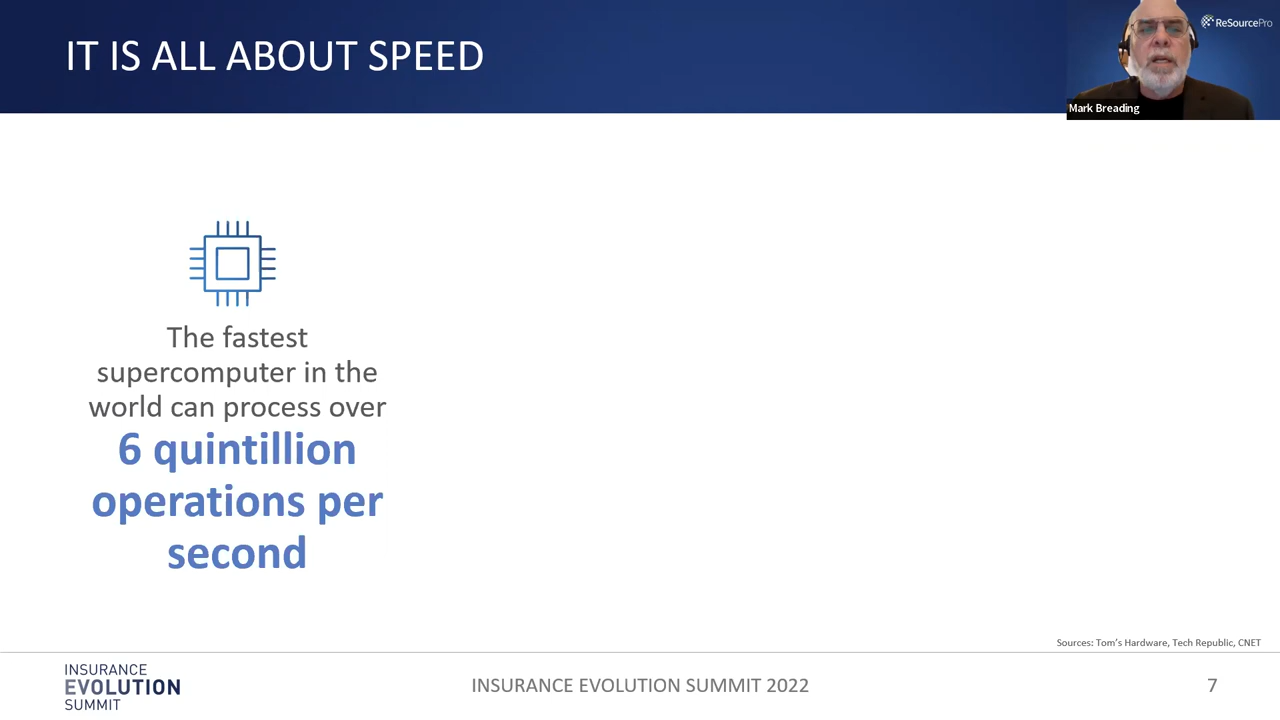 IT IS ALL ABOUT SPEED
ReSourcePro
Mark Breading
The fastest
supercomputer in the
world can process over
6 quintillion
operations per
second
Sources: Tom's Hardware, Tech Republic, CNET
INSURANCE
EVOLUTION
SUMMIT
INSURANCE EVOLUTION SUMMIT 2022
7